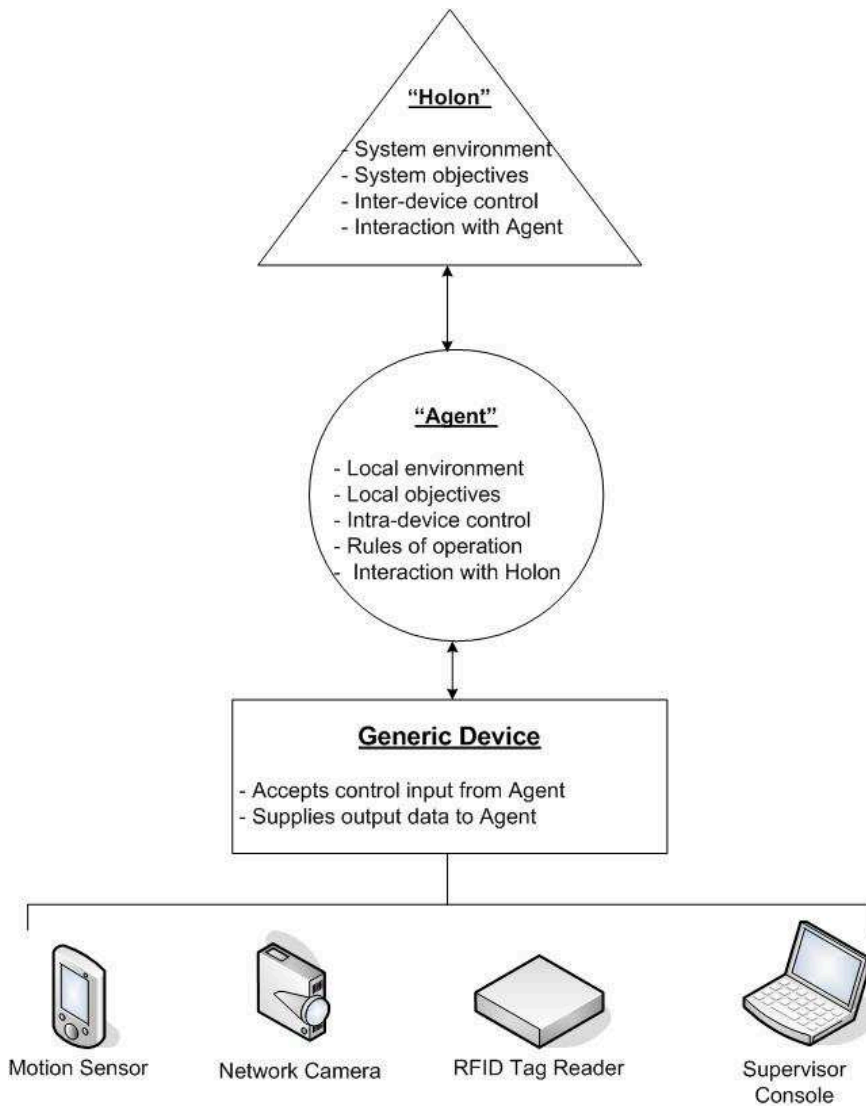 “Holon”
- System environment
- System objectives
- Inter-device control
- Interaction with Agent
“Agent”
- Local environment
- Local objectives
- Intra-device control
- Rules of operation
- Interaction with Holon
Generic Device
- Accepts control input from Agent
- Supplies output data to Agent
Motion Sensor
Network Camera
RFID Tag Reader
Supervisor
Console